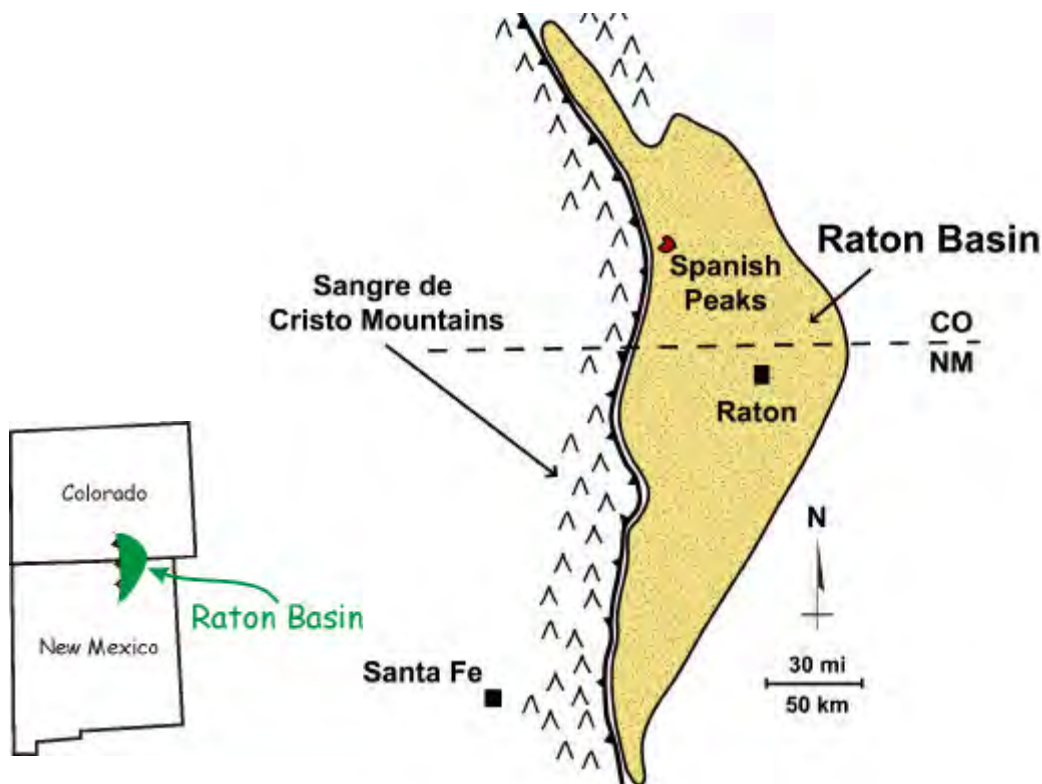 Raton Basin
Spanish
Peaks
Sangre de
Cristo Mountains
CO
NM
Raton
Colorado
N
Raton Basin
New Mexico
Santa Fe
30 mi
50 km